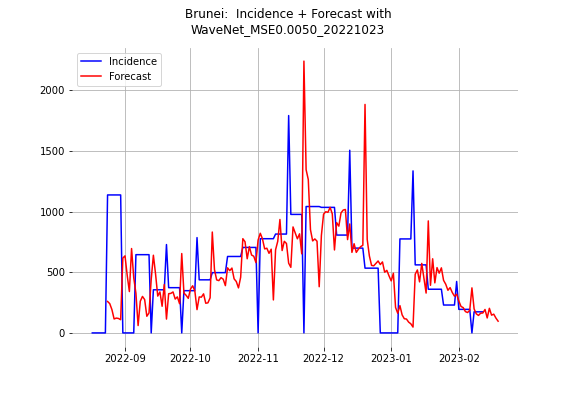 Brunei:  Incidence + Forecast with
WaveNet_MSE0.0050_20221023
Incidence
Forecast
2000
1500
1000
500
0
2022-09 2022-10 2022-11 2022-12 2023-01 2023-02